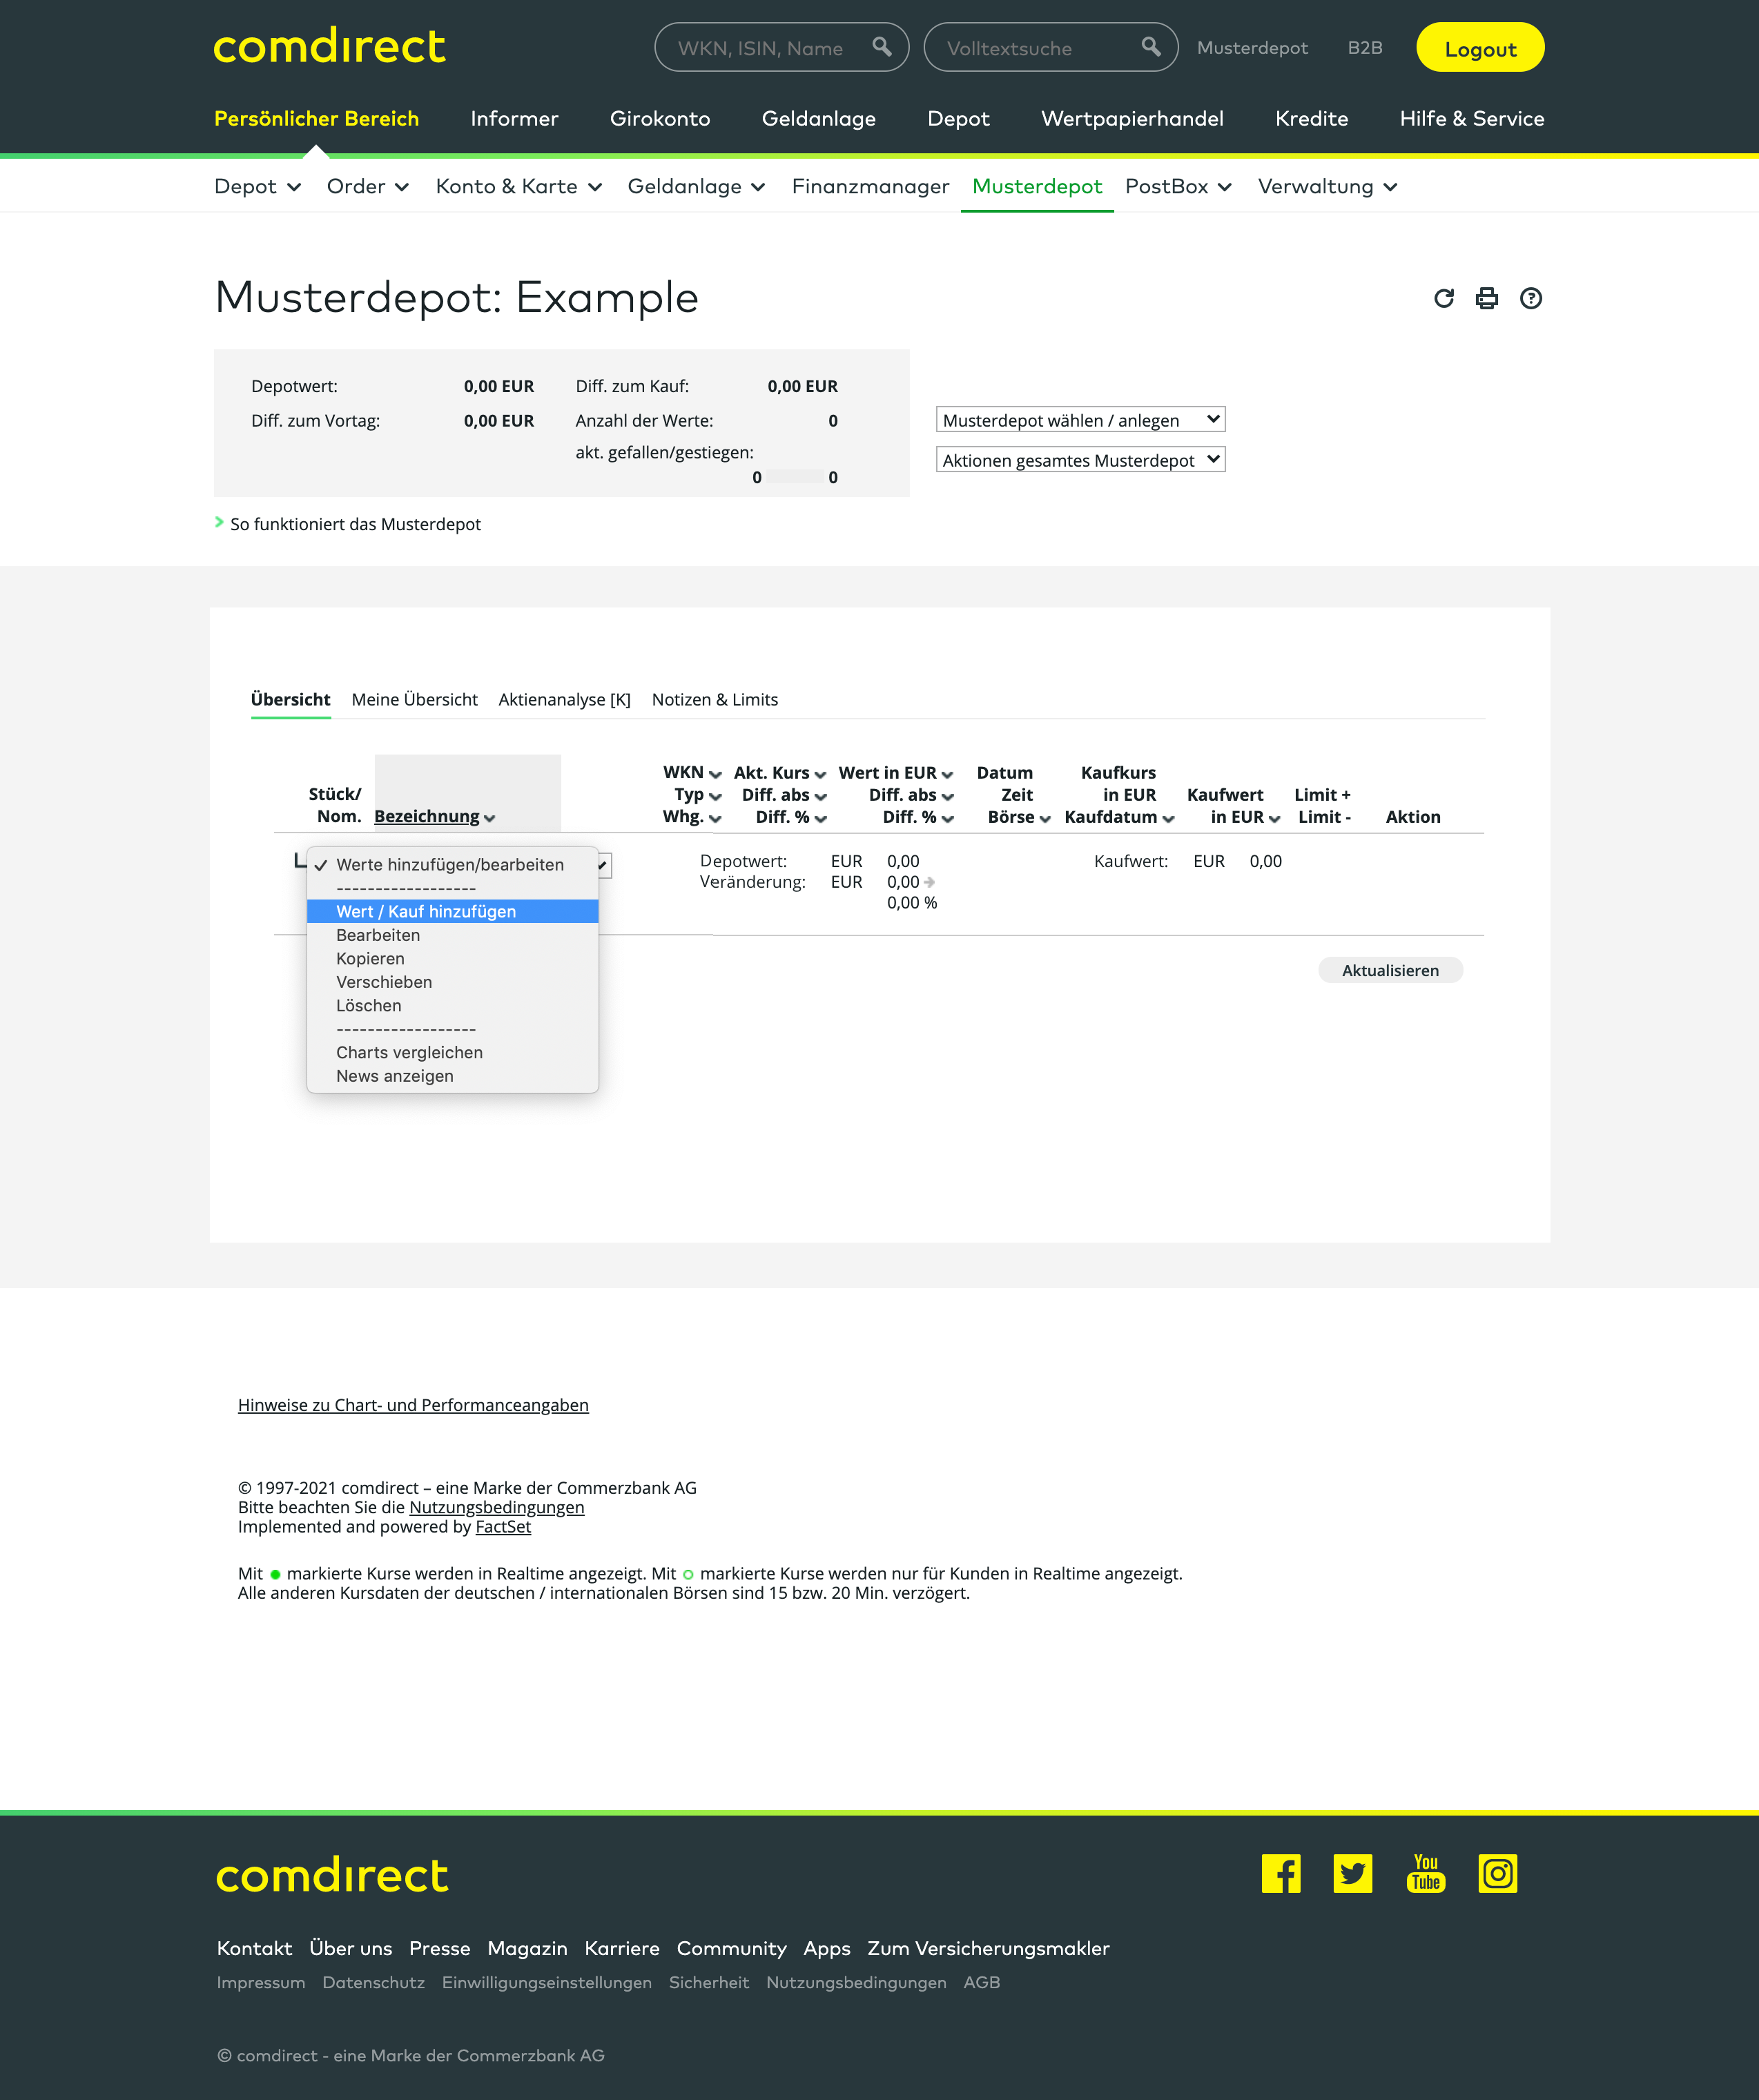 comdirect
WKN, ISIN, Name
Volltextsuche
Musterdepot
B2B
Logout
Persönlicher Bereich
Informer
Girokonto
Geldanlage
Depot
Wertpapierhandel
Kredite
Hilfe & Service
Depot
Order
Konto & Karte
Geldanlage
Finanzmanager
Musterdepot
PostBox
Verwaltung
Musterdepot: Example
Depotwert: 0,00 EUR
Diff. zum Kauf: 0,00 EUR
Diff. zum Vortag: 0,00 EUR
Anzahl der Werte: 0
akt. gefallen/gestiegen:
0 0
Musterdepot wählen / anlegen
Aktionen gesamtes Musterdepot
So funktioniert das Musterdepot
Übersicht
Meine Übersicht
Aktienanalyse [K]
Notizen & Limits
Stück/
Nom.
Bezeichnung
WKN
Typ
Whg.
Akt. Kurs
Diff. abs
Diff. %
Wert in EUR
Diff. abs
Diff. %
Datum
Zeit
Börse
Kaufkurs
in EUR
Kaufdatum
Kaufwert
in EUR
Limit +
Limit -
Aktion
Werte hinzufügen/bearbeiten
------------------
Wert / Kauf hinzufügen
Bearbeiten
Kopieren
Verschieben
Löschen
------------------
Charts vergleichen
News anzeigen
Depotwert: EUR 0,00
Veränderung: EUR 0,00
0,00 %
Kaufwert: EUR 0,00
Aktualisieren
Hinweise zu Chart- und Performanceangaben
© 1997-2021 comdirect – eine Marke der Commerzbank AG
Bitte beachten Sie die Nutzungsbedingungen
Implemented and powered by FactSet
Mit markierte Kurse werden in Realtime angezeigt. Mit markierte Kurse werden nur für Kunden in Realtime angezeigt.
Alle anderen Kursdaten der deutschen / internationalen Börsen sind 15 bzw. 20 Min. verzögert.
comdirect
You
Tube
Kontakt Über uns Presse Magazin Karriere Community Apps Zum Versicherungsmakler
Impressum Datenschutz Einwilligungseinstellungen Sicherheit Nutzungsbedingungen AGB
© comdirect - eine Marke der Commerzbank AG